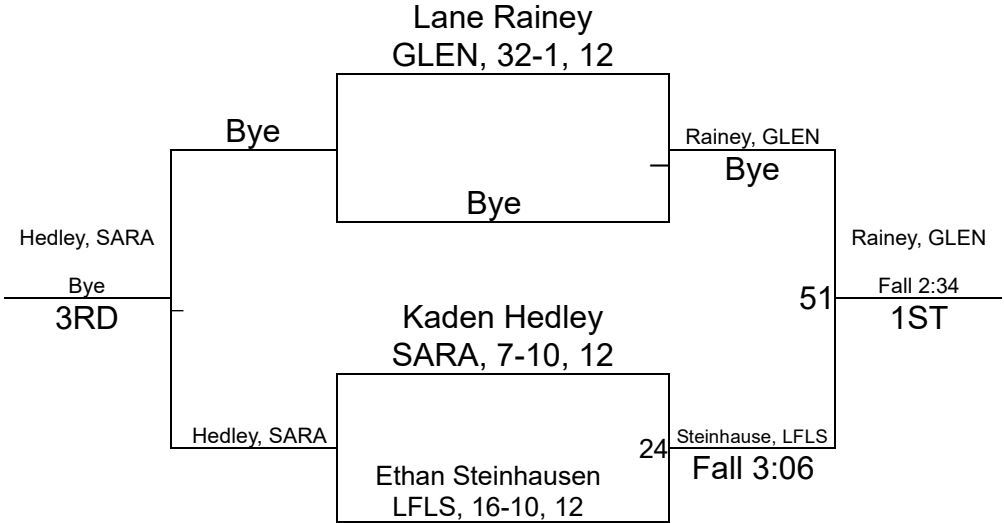 Lane Rainey
GLEN, 32-1, 12
Bye
Rainey, GLEN
Bye
Bye
Hedley, SARA
Bye
3RD
Rainey, GLEN
51
Fall 2:34
1ST
Kaden Hedley
SARA, 7-10, 12
Hedley, SARA
24
Steinhause, LFLS
Fall 3:06
Ethan Steinhausen
LFLS, 16-10, 12